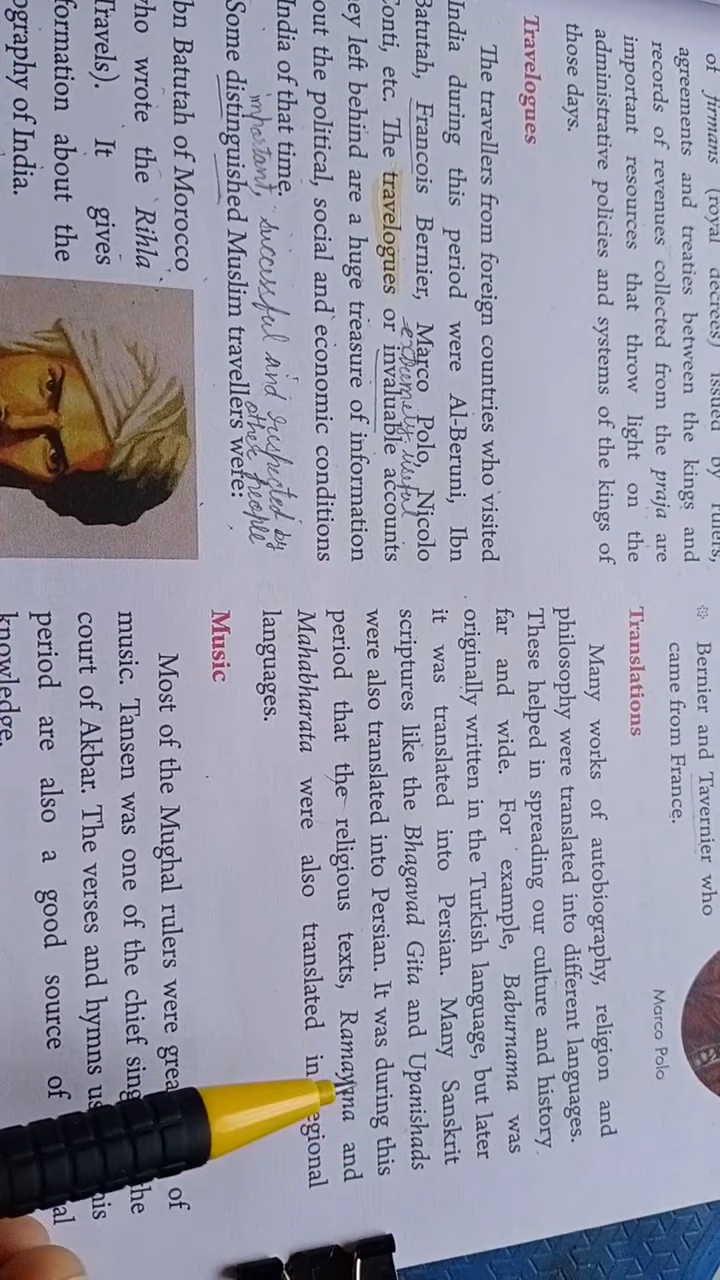 of firmans (royal decrees) issued by rulers,
agreements and treaties between the kings and
records of revenues collected from the praja are
important resources that throw light on the
administrative policies and systems of the kings of
those days.
Travelogues
The travellers from foreign countries who visited
India during this period were Al-Beruni, Ibn
Batutah, Francois Bernier, Marco Polo, Nicolo
extremely useful
Conti, etc. The travelogues or invaluable accounts
they left behind are a huge treasure of information
out the political, social and economic conditions
India of that time.
important, sucessful and respected by
other people
Some distinguished Muslim travellers were:
Ibn Batutah of Morocco
who wrote the Rihla
Travels). It gives
formation about the
ography of India.
Bernier and Tavernier who
came from France.
Marco Polo
Translations
Many works of autobiography, religion and
philosophy were translated into different languages.
These helped in spreading our culture and history
far and wide. For example, Baburnama was
originally written in the Turkish language, but later
it was translated into Persian. Many Sanskrit
scriptures like the Bhagavad Gita and Upanishads
were also translated into Persian. It was during this
period that the religious texts, Ramayana and
Mahabharata were also translated in regional
languages.
Music
Most of the Mughal rulers were of
music. Tansen was one of the chief the
court of Akbar. The verses and hymns
period are also a good source of
knowledge.